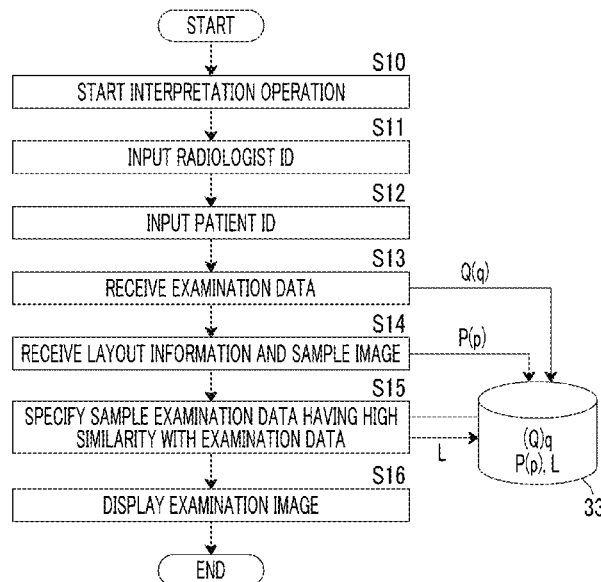 START
S10
START INTERPRETATION OPERATION
S11
INPUT RADIOLOGIST ID
S12
INPUT PATIENT ID
S13
RECEIVE EXAMINATION DATA
Q(q)
S14
RECEIVE LAYOUT INFORMATION AND SAMPLE IMAGE
P(p)
S15
SPECIFY SAMPLE EXAMINATION DATA HAVING HIGH
SIMILARITY WITH EXAMINATION DATA
L
(Q)q
P(p), L
33
S16
DISPLAY EXAMINATION IMAGE
END